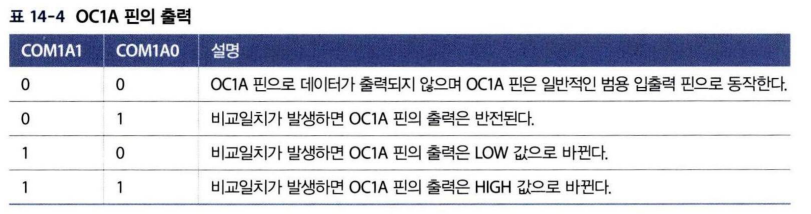 표 14-4 OC1A 핀의 출력
COM1A1 COM1A0 설명
0 0 OC1A 핀으로 데이터가 출력되지 않으며 OC1A 핀은 일반적인 범용 입출력 핀으로 동작한다.
0 1 비교일치가 발생하면 OC1A 핀의 출력은 반전된다.
1 0 비교일치가 발생하면 OC1A 핀의 출력은 LOW 값으로 바뀐다.
1 1 비교일치가 발생하면 OC1A 핀의 출력은 HIGH 값으로 바뀐다.